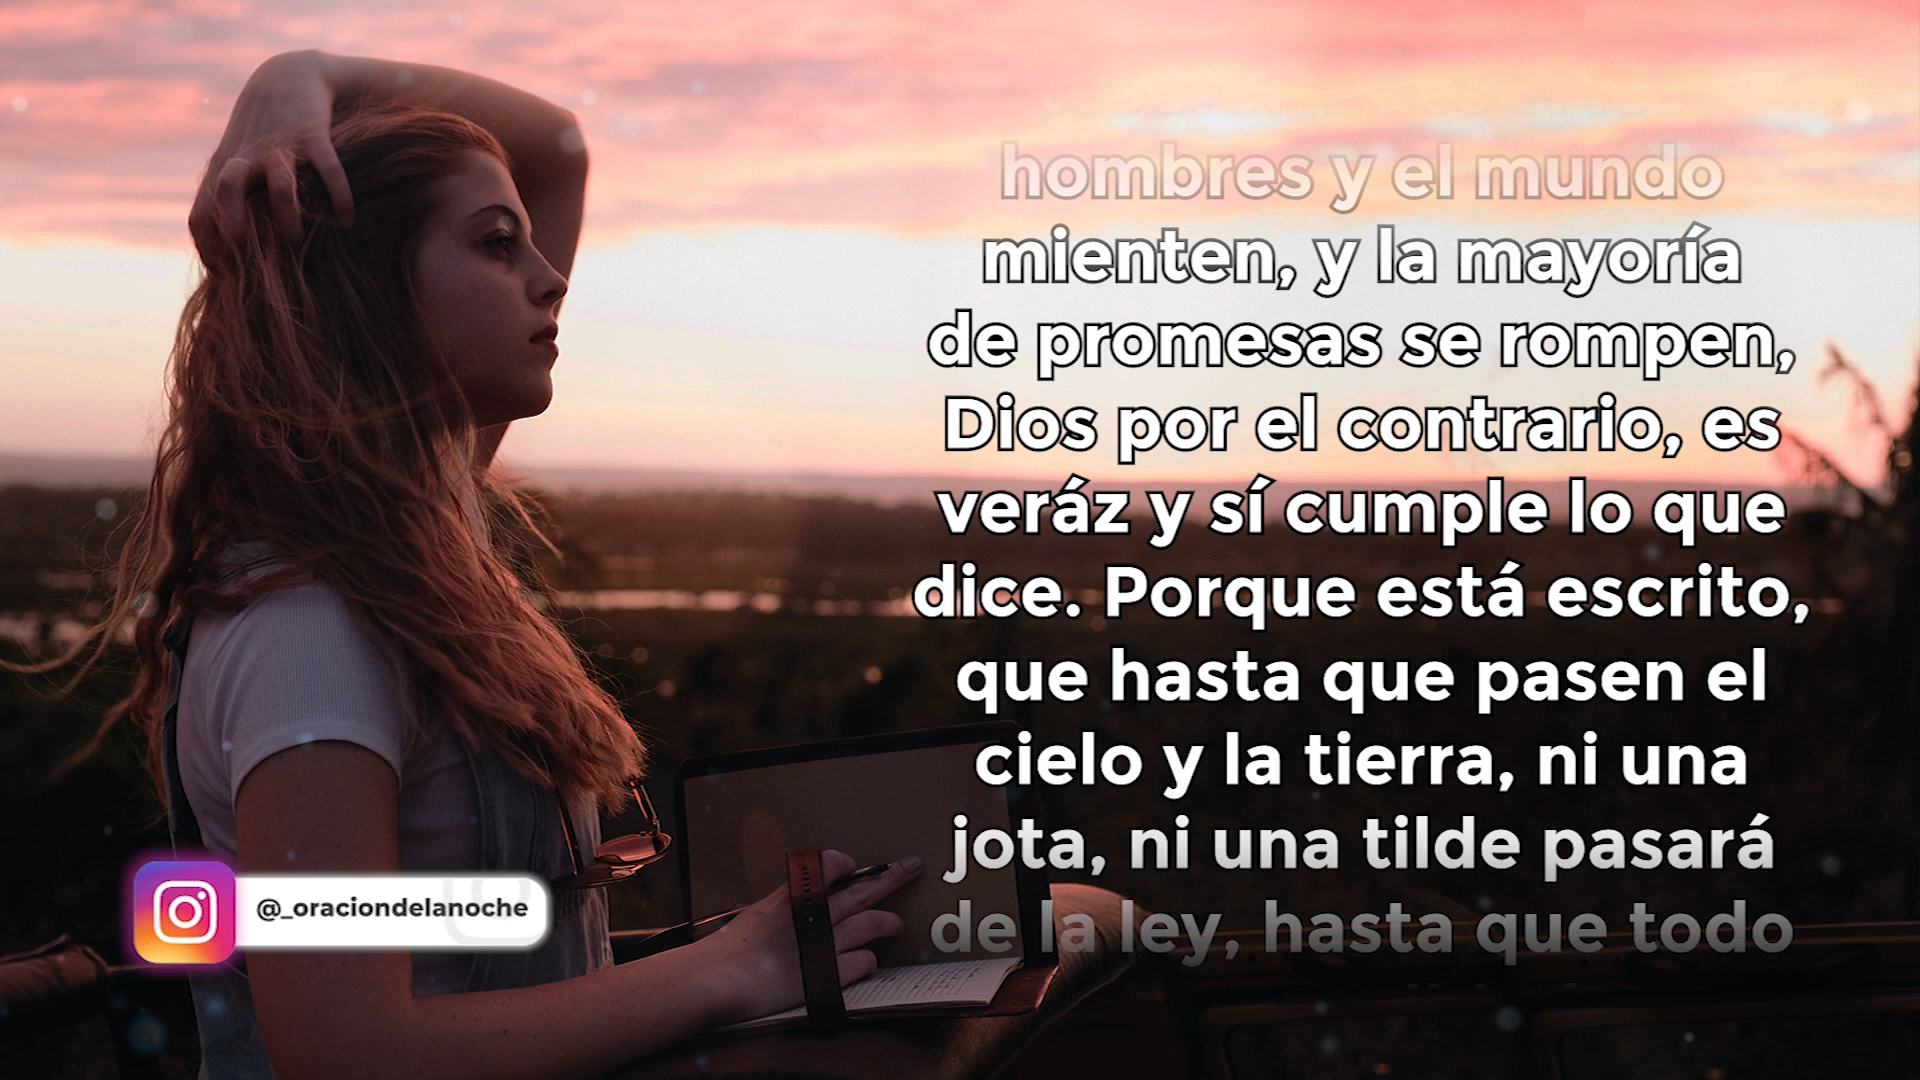 hombres y el mundo
mienten, y la mayoría
de promesas se rompen,
Dios por el contrario, es
veráz y sí cumple lo que
dice. Porque está escrito,
que hasta que pasen el
cielo y la tierra, ni una
jota, ni una tilde pasará
de la ley, hasta que todo
@_oraciondelanoche